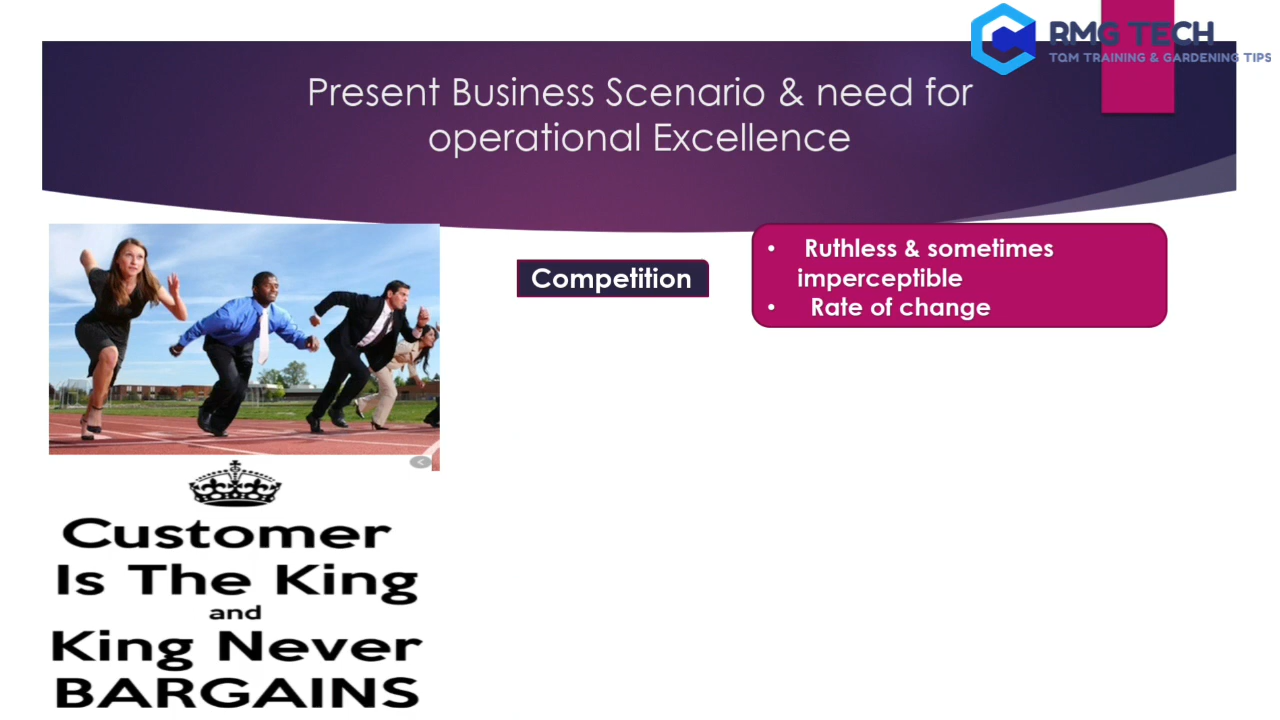 RMG TECH
TQM TRAINING & GARDENING TIPS
Present Business Scenario & need for
operational Excellence
Competition
• Ruthless & sometimes
imperceptible
• Rate of change
Customer
Is The King
and
King Never
BARGAINS